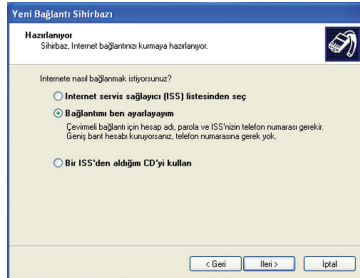 Yeni Bağlantı Sihirbazı
Hazırlanıyor
Sihirbaz, Internet bağlantınızı kurmaya hazırlanıyor.
Internete nasıl bağlanmak istiyorsunuz?
Internet servis sağlayıcı (ISS) listesinden seç
Bağlantımı ben ayarlayayım
Çevirmeli bağlantı için hesap adı, parola ve ISS'nizin telefon numarası gerekir.
Geniş bant hesabı kuruyorsanız, telefon numarasına gerek yok.
Bir ISS'den aldığım CD'yi kullan
< Geri
İleri >
İptal